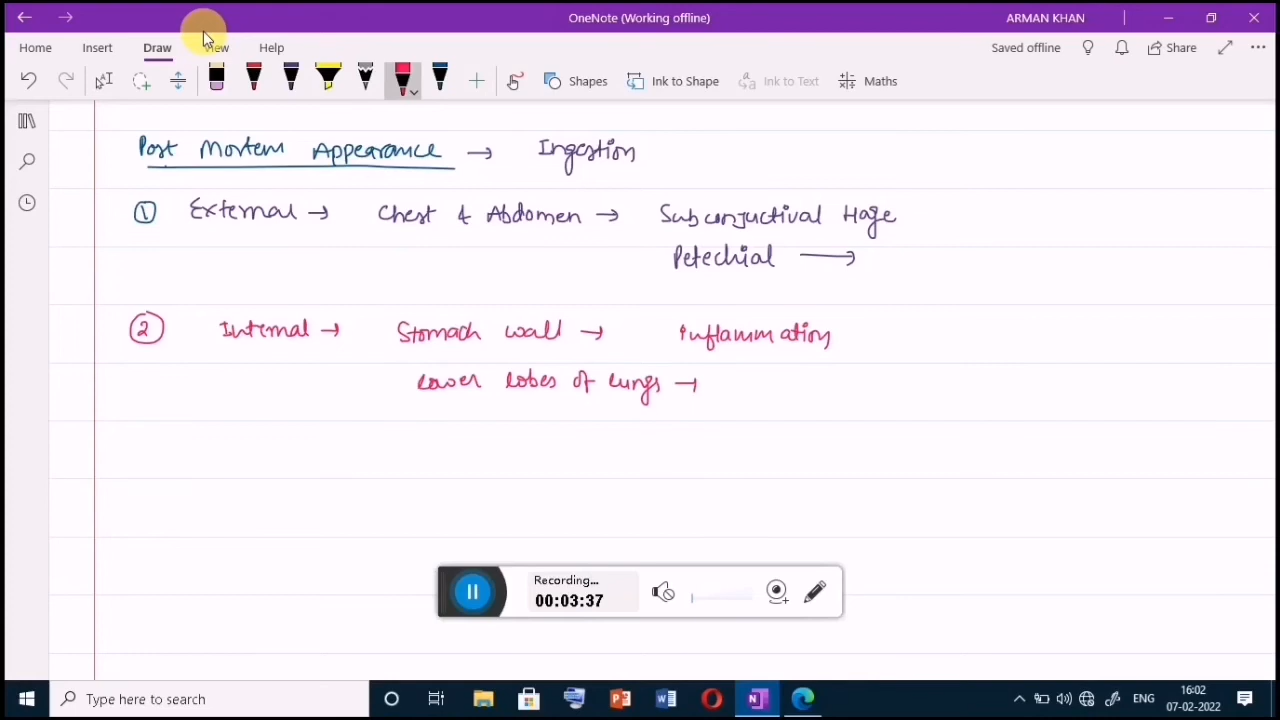 OneNote (Working offline)
ARMAN KHAN
Home Insert Draw View Help
Saved offline Share
Shapes Ink to Shape Ink to Text Maths
Post Mortem Appearance → Ingestion
① External → Chest & Abdomen → Subconjuctival Hage
Petechial →
② Internal → Stomach wall → Inflammation
Lower lobes of lungs →
Recording...
00:03:37
Type here to search
ENG
16:02
07-02-2022